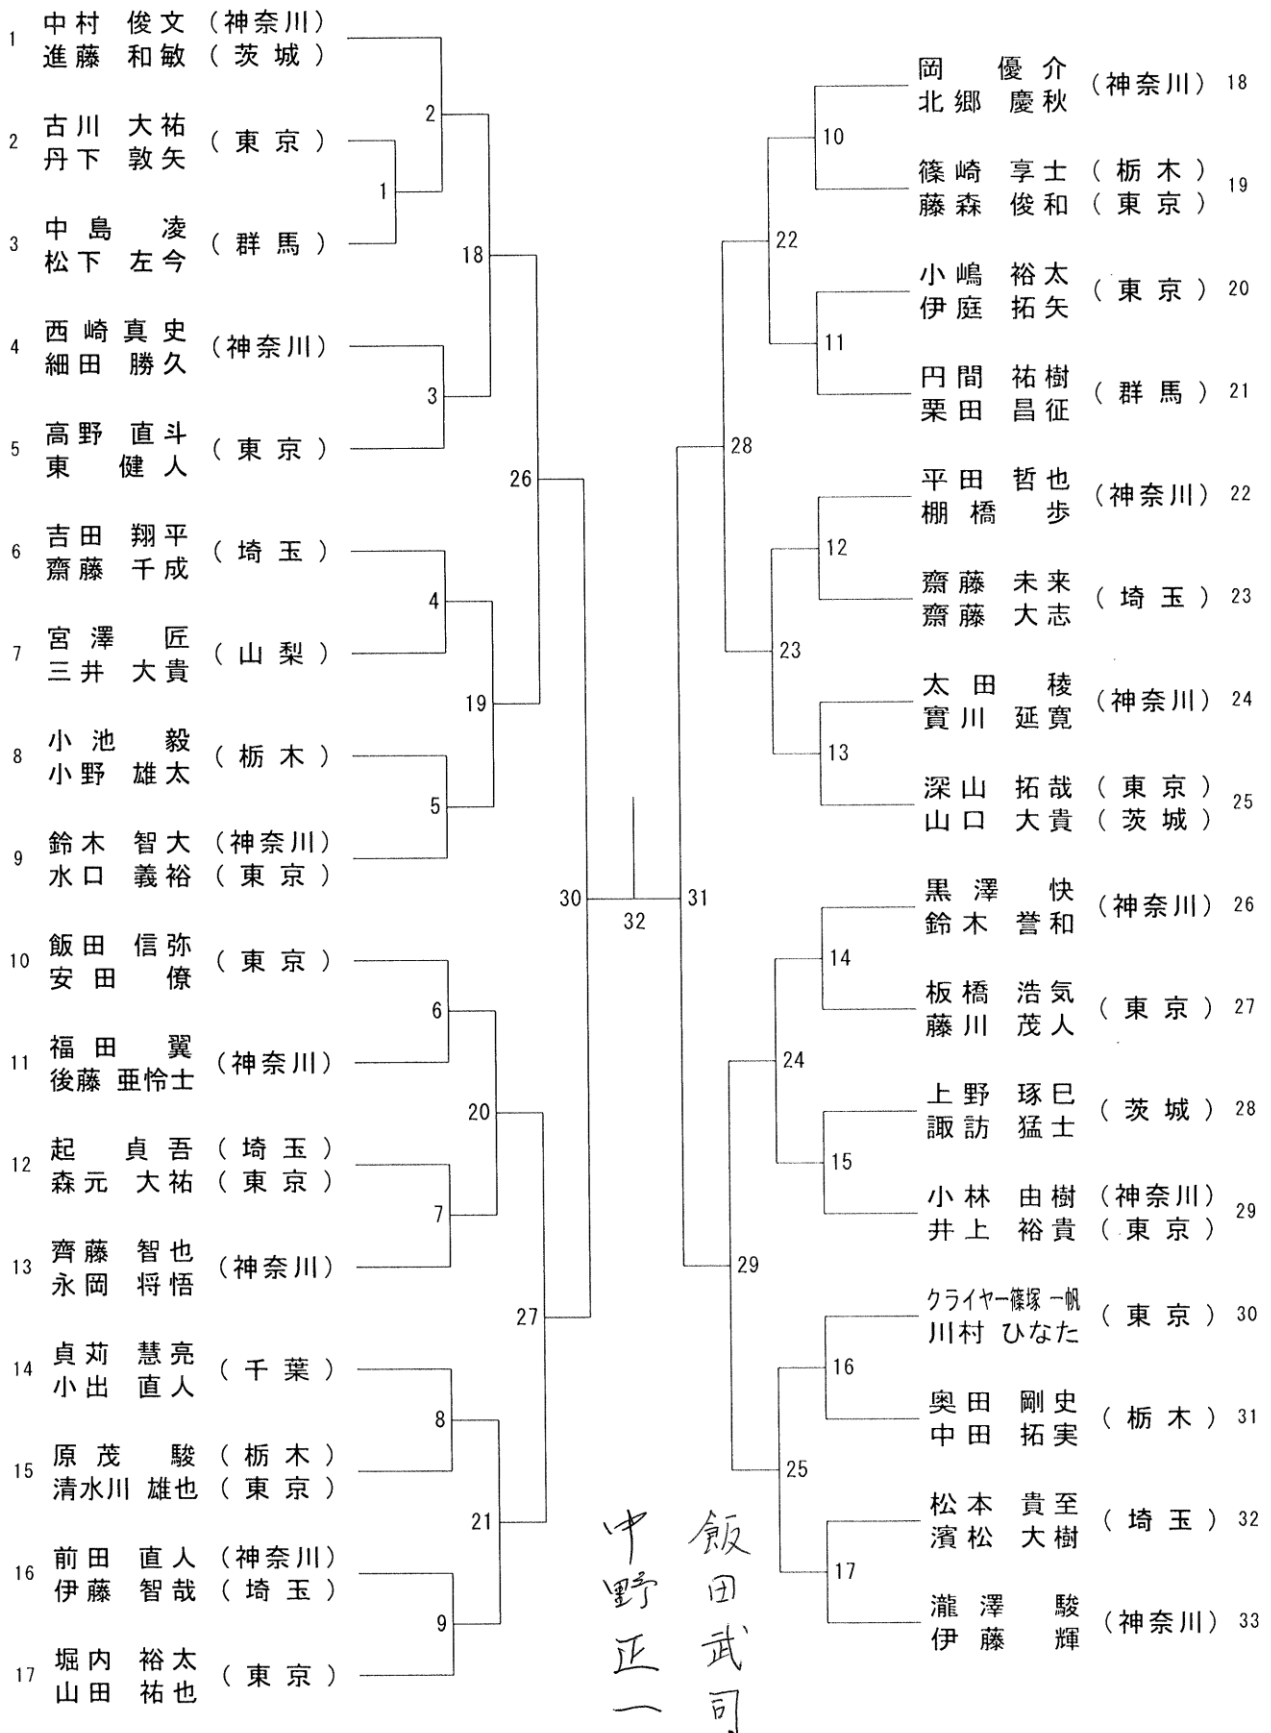 1 中村 俊文 (神奈川)
進藤 和敏 (茨城)
2 古川 大祐 (東京)
丹下 敦矢
3 中島 凌 (群馬)
松下 左今
4 西崎 真史 (神奈川)
細田 勝久
5 高野 直斗 (東京)
東 健人
6 吉田 翔平 (埼玉)
齋藤 千成
7 宮澤 匠 (山梨)
三井 大貴
8 小池 毅 (栃木)
小野 雄太
9 鈴木 智大 (神奈川)
水口 義裕 (東京)
10 飯田 信弥 (東京)
安田 僚
11 福田 翼 (神奈川)
後藤 亜怜士
12 起 貞吾 (埼玉)
森元 大祐 (東京)
13 齊藤 智也 (神奈川)
永岡 将悟
14 貞苅 慧亮 (千葉)
小出 直人
15 原茂 駿 (栃木)
清水川 雄也 (東京)
16 前田 直人 (神奈川)
伊藤 智哉 (埼玉)
17 堀内 裕太 (東京)
山田 祐也
1
2
3
4
5
6
7
8
9
18
19
20
21
26
27
30
32
31
28
29
22
23
24
25
10
11
12
13
14
15
16
17
岡 優介 (神奈川) 18
北郷 慶秋
篠崎 享士 (栃木) 19
藤森 俊和 (東京)
小嶋 裕太 (東京) 20
伊庭 拓矢
円間 祐樹 (群馬) 21
栗田 昌征
平田 哲也 (神奈川) 22
棚橋 歩
齋藤 未来 (埼玉) 23
齋藤 大志
太田 稜 (神奈川) 24
實川 延寛
深山 拓哉 (東京) 25
山口 大貴 (茨城)
黒澤 快 (神奈川) 26
鈴木 誉和
板橋 浩気 (東京) 27
藤川 茂人
上野 琢巳 (茨城) 28
諏訪 猛士
小林 由樹 (神奈川) 29
井上 裕貴 (東京)
クライヤー篠塚 一帆 (東京) 30
川村 ひなた
奥田 剛史 (栃木) 31
中田 拓実
松本 貴至 (埼玉) 32
濱松 大樹
瀧澤 駿 (神奈川) 33
伊藤 輝
飯田武司
中野正一